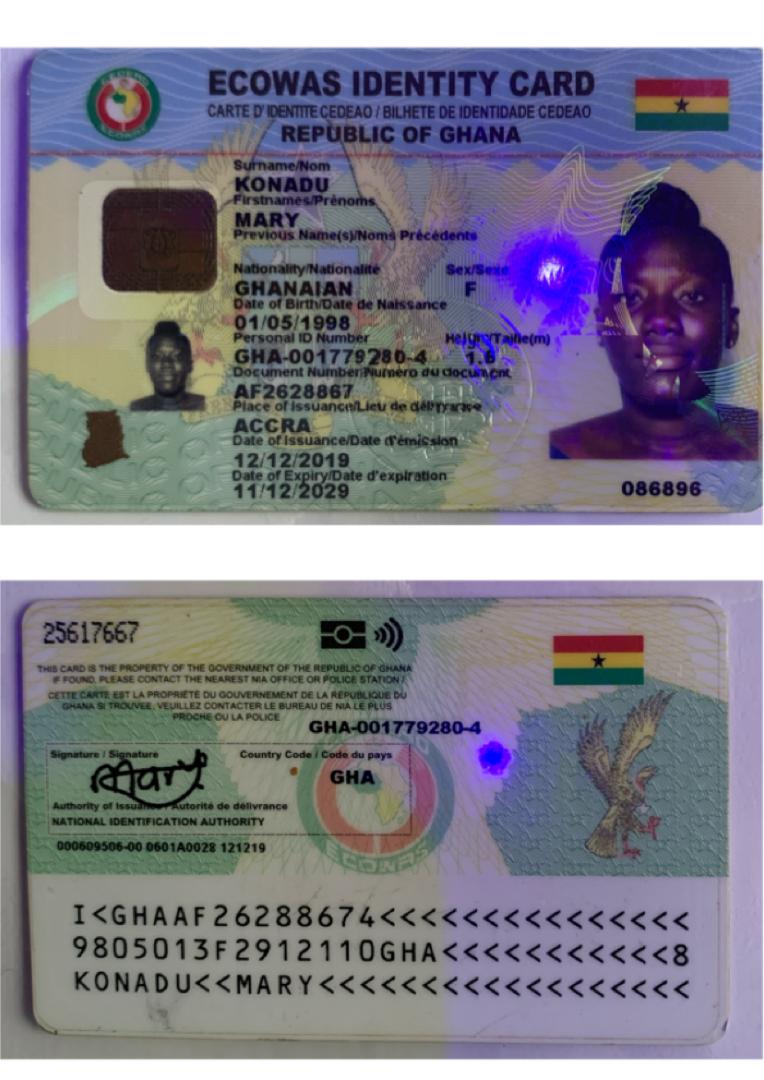 ECOWAS IDENTITY CARD
CARTE D'IDENTITE CEDEAO / BILHETE DE IDENTIDADE CEDEAO
REPUBLIC OF GHANA
Surname/Nom
KONADU
Firstnames/Prénoms
MARY
Previous Name(s)/Noms Précédents
Nationality/Nationalité Sex/Sexe
GHANAIAN F
Date of Birth/Date de Naissance
01/05/1998
Personal ID Number Height/Taille(m)
GHA-001779280-4 1.6
Document Number/Numéro du document
AF2628867
Place of Issuance/Lieu de délivrance
ACCRA
Date of Issuance/Date d'émission
12/12/2019
Date of Expiry/Date d'expiration
11/12/2029
086896
25617667
THIS CARD IS THE PROPERTY OF THE GOVERNMENT OF THE REPUBLIC OF GHANA
IF FOUND, PLEASE CONTACT THE NEAREST NIA OFFICE OR POLICE STATION /
CETTE CARTE EST LA PROPRIÉTÉ DU GOUVERNEMENT DE LA RÉPUBLIQUE DU
GHANA SI TROUVEE, VEUILLEZ CONTACTER LE BUREAU DE NIA LE PLUS
PROCHE OU LA POLICE
GHA-001779280-4
Signature / Signature Country Code / Code du pays
Mary GHA
Authority of Issuance / Autorité de délivrance
NATIONAL IDENTIFICATION AUTHORITY
000609506-00 0601A0028 121219
ECOWAS
I<GHAAF26288674<<<<<<<<<<<<<<<
9805013F2912110GHA<<<<<<<<<<<8
KONADU<<MARY<<<<<<<<<<<<<<<<<<